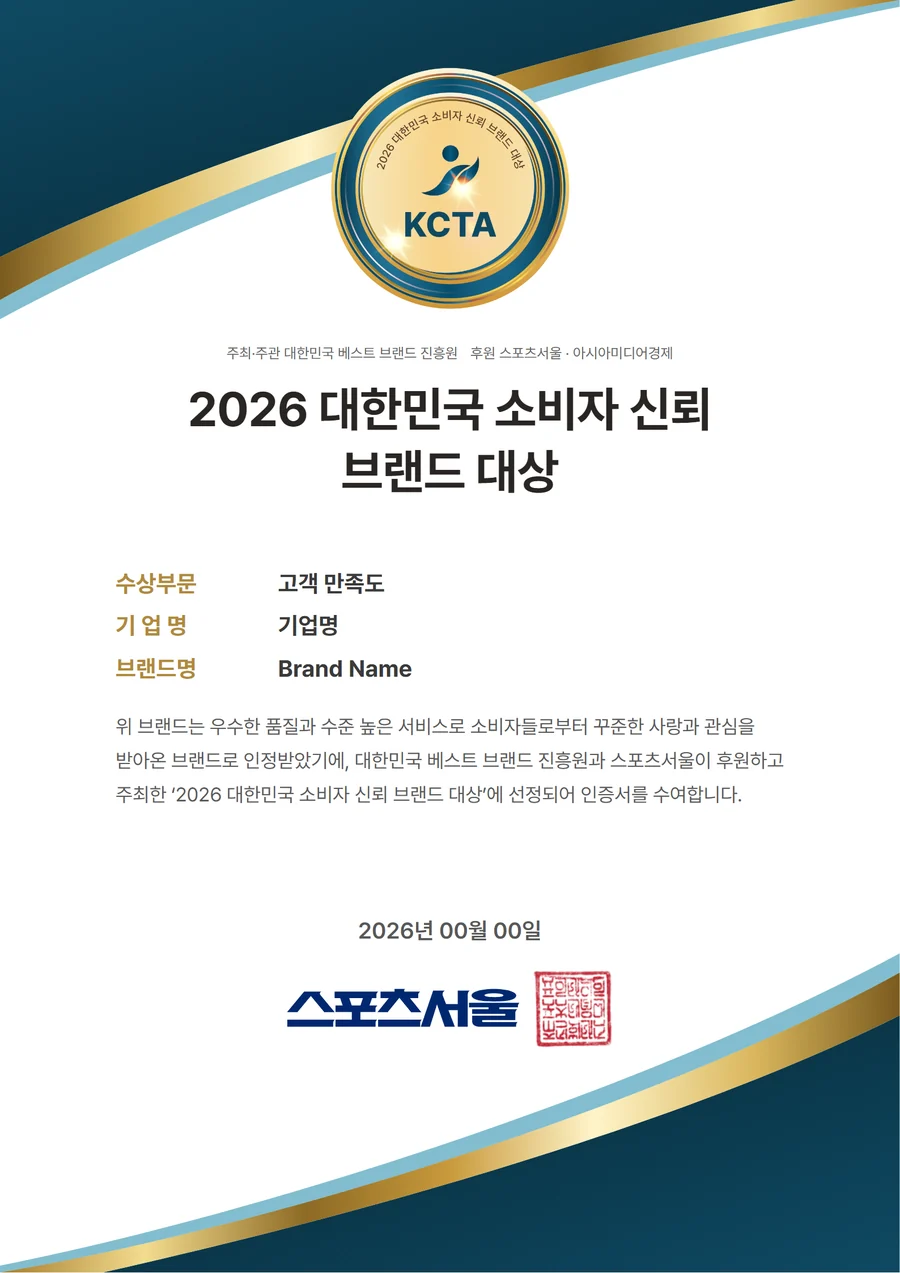 2026 대한민국 소비자 신뢰 브랜드 대상
KCTA
주최·주관 대한민국 베스트 브랜드 진흥원 후원 스포츠서울 · 아시아미디어경제
2026 대한민국 소비자 신뢰
브랜드 대상
수상부문 고객 만족도
기 업 명 기업명
브랜드명 Brand Name
위 브랜드는 우수한 품질과 수준 높은 서비스로 소비자들로부터 꾸준한 사랑과 관심을
받아온 브랜드로 인정받았기에, 대한민국 베스트 브랜드 진흥원과 스포츠서울이 후원하고
주최한 ‘2026 대한민국 소비자 신뢰 브랜드 대상’에 선정되어 인증서를 수여합니다.
2026년 00월 00일
스포츠서울